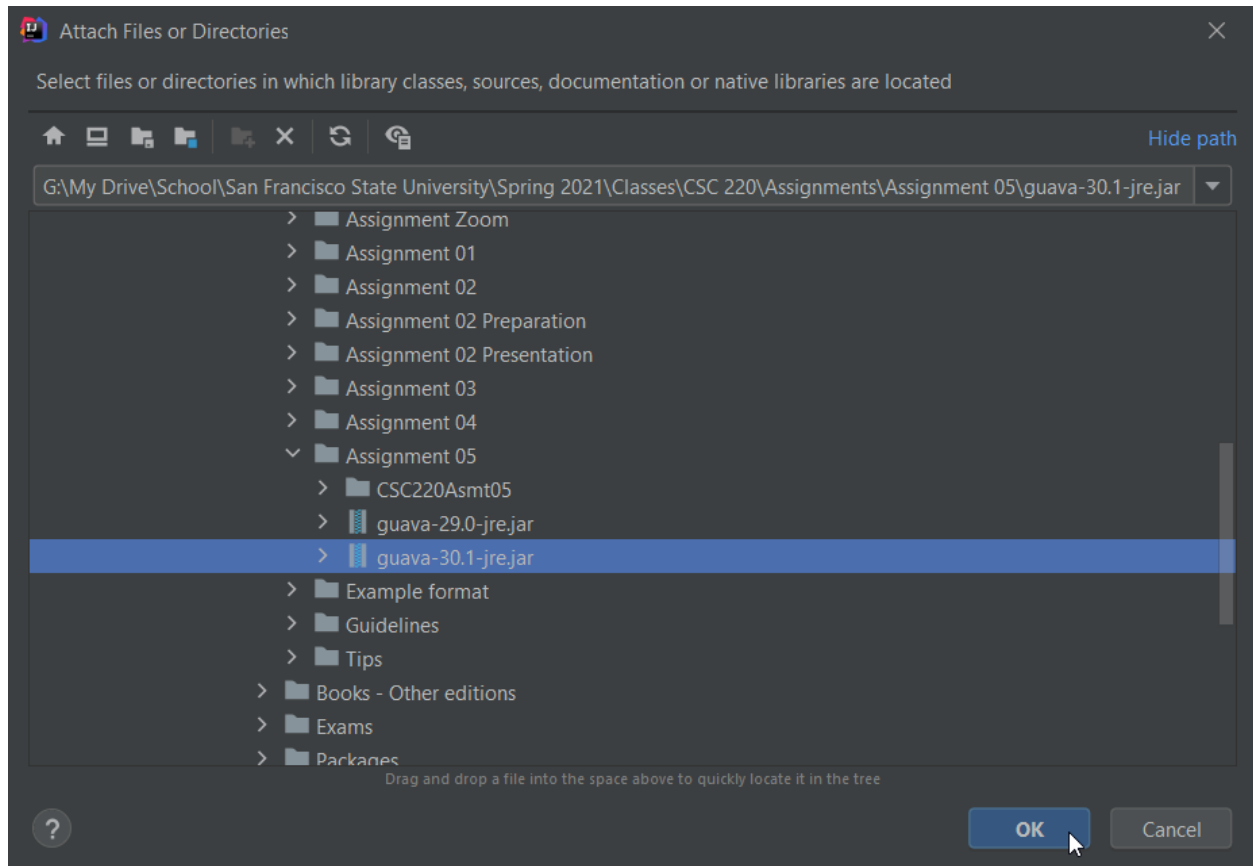 Attach Files or Directories
Select files or directories in which library classes, sources, documentation or native libraries are located
Hide path
G:\My Drive\School\San Francisco State University\Spring 2021\Classes\CSC 220\Assignments\Assignment 05\guava-30.1-jre.jar
Assignment Zoom
Assignment 01
Assignment 02
Assignment 02 Preparation
Assignment 02 Presentation
Assignment 03
Assignment 04
Assignment 05
CSC220Asmt05
guava-29.0-jre.jar
guava-30.1-jre.jar
Example format
Guidelines
Tips
Books - Other editions
Exams
Packages
Drag and drop a file into the space above to quickly locate it in the tree
? OK Cancel